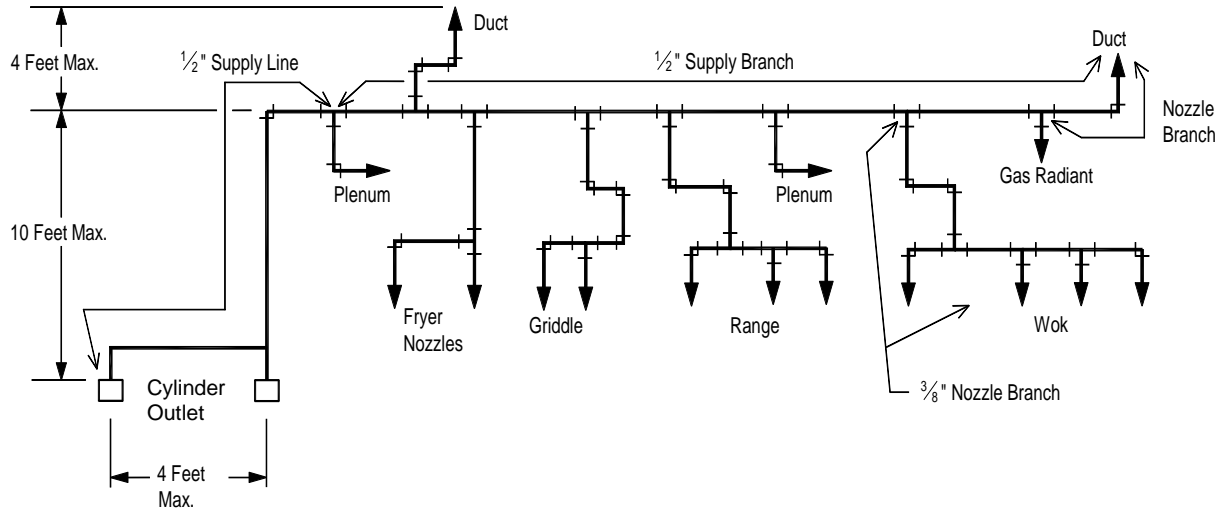 Duct
4 Feet Max.
½" Supply Line
½" Supply Branch
Duct
Nozzle
Branch
Plenum
Plenum
Gas Radiant
10 Feet Max.
Fryer
Nozzles
Griddle
Range
Wok
Cylinder
Outlet
⅜" Nozzle Branch
4 Feet
Max.